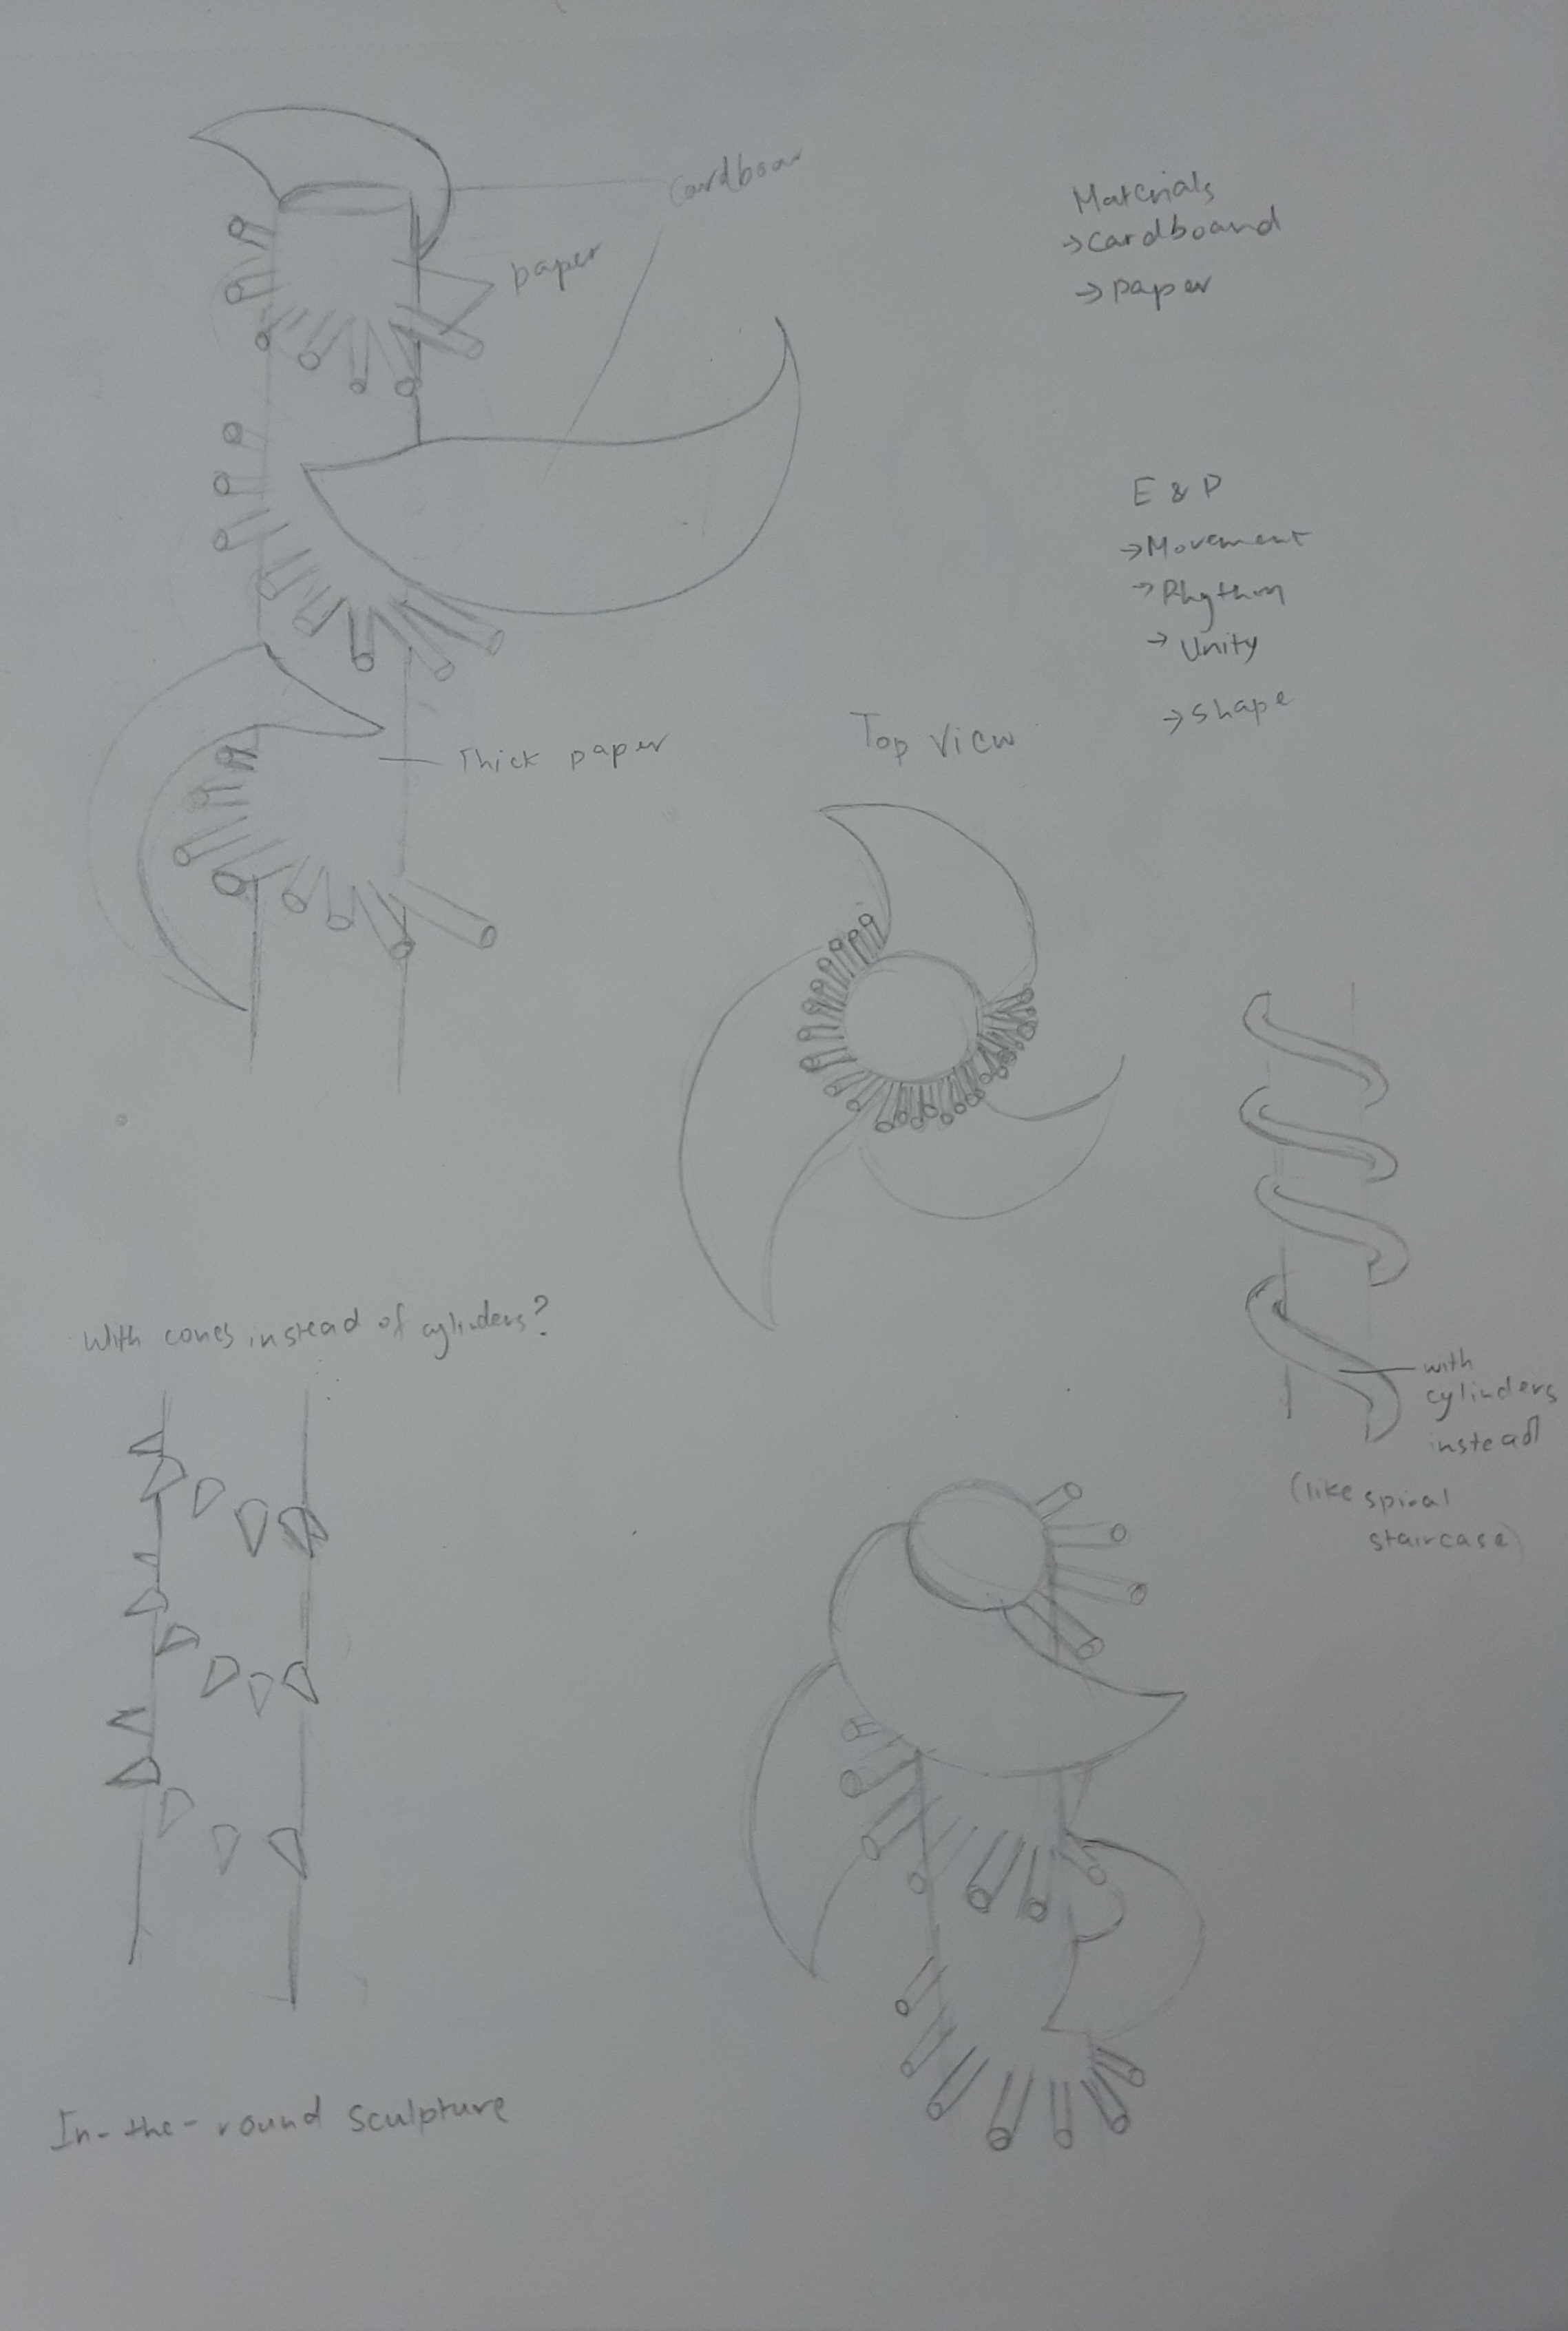 cardboar
paper
Materials
→ cardboard
→ paper
E & P
→ Movement
→ Rhythm
→ Unity
→ shape
Thick paper
Top view
With cones instead of cylinders?
with
cylinders
instead
(like spiral
staircase)
In-the-round sculpture